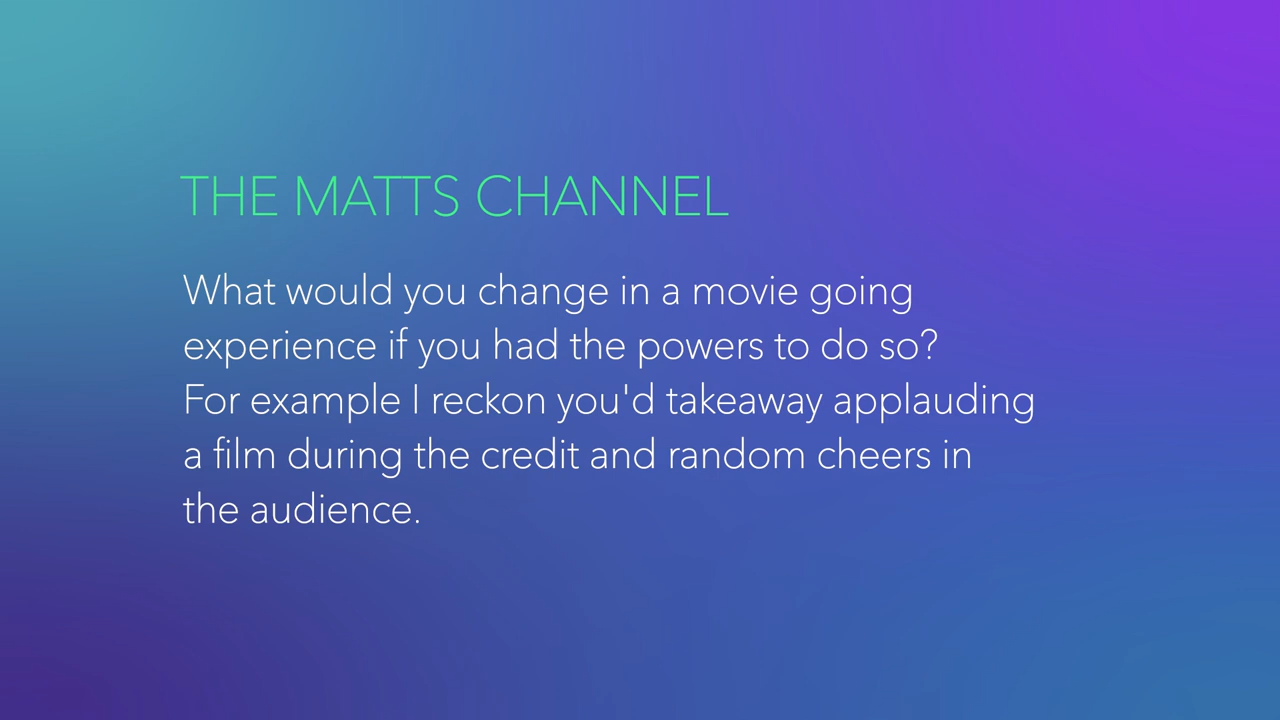 THE MATTS CHANNEL
What would you change in a movie going
experience if you had the powers to do so?
For example I reckon you'd takeaway applauding
a film during the credit and random cheers in
the audience.